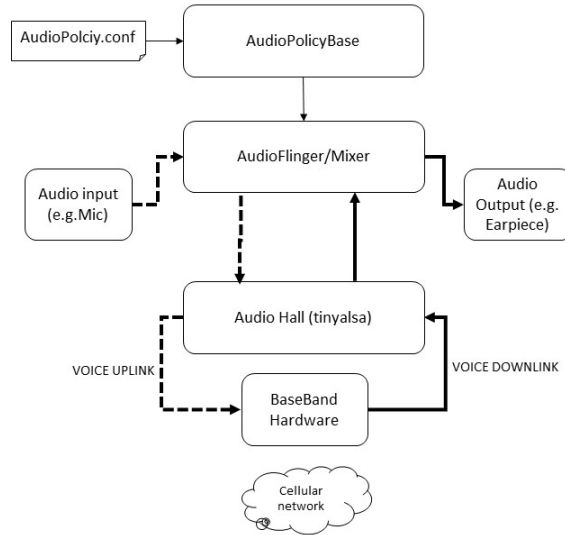 AudioPolciy.conf
AudioPolicyBase
AudioFlinger/Mixer
Audio input
(e.g.Mic)
Audio
Output (e.g.
Earpiece)
Audio Hall (tinyalsa)
VOICE UPLINK
VOICE DOWNLINK
BaseBand
Hardware
Cellular
network